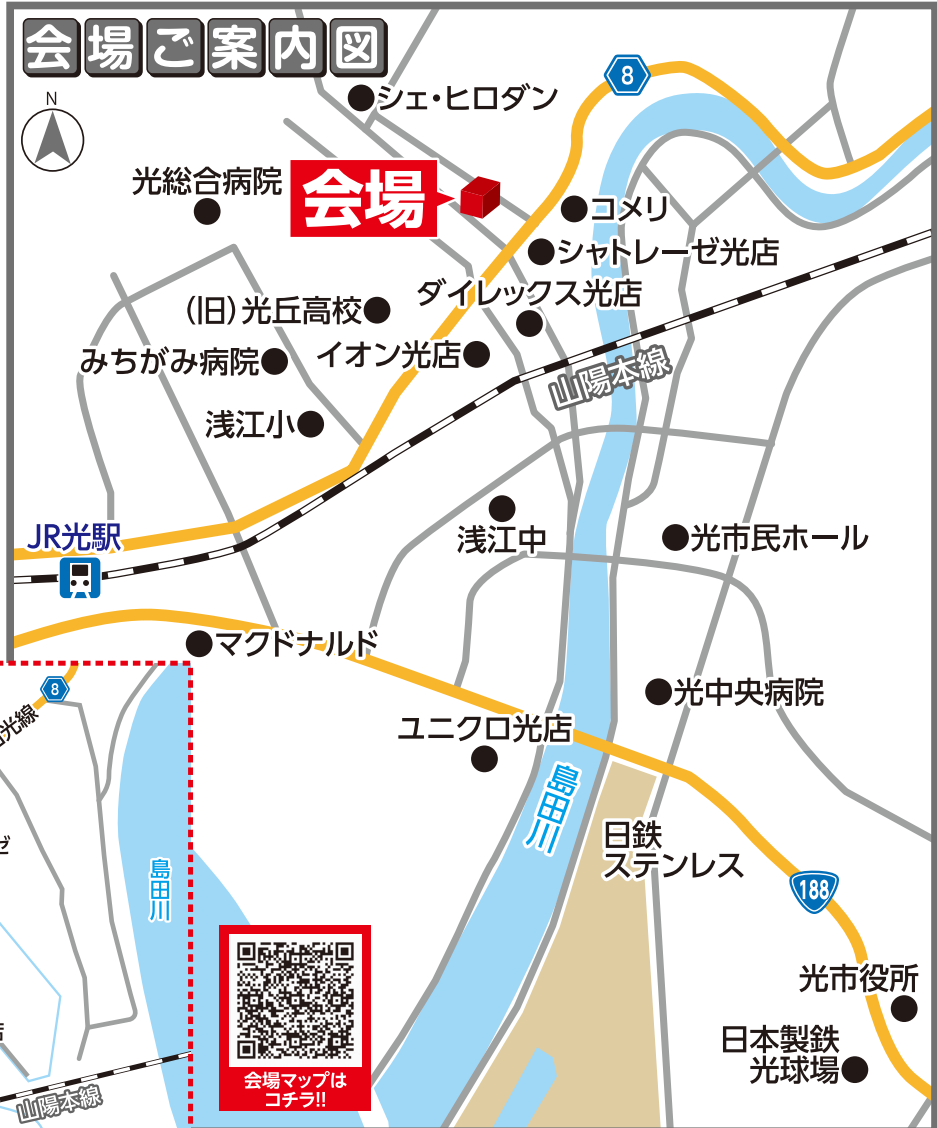 会場ご案内図
N
シェ・ヒロダン
8
光総合病院
会場
コメリ
シャトレーゼ光店
ダイレックス光店
(旧)光丘高校
みちがみ病院
イオン光店
山陽本線
浅江小
JR光駅
浅江中
光市民ホール
マクドナルド
8
光線
光中央病院
ユニクロ光店
島田川
日鉄
ステンレス
島田川
188
光市役所
日本製鉄
光球場
会場マップは
コチラ!!
山陽本線